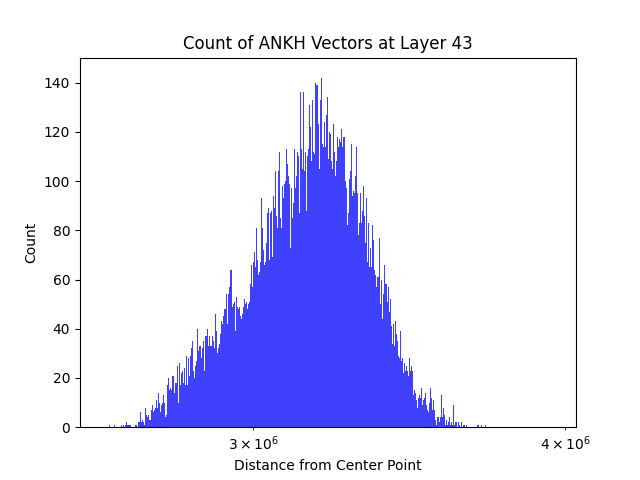 Count of ANKH Vectors at Layer 43
140
120
100
80
60
40
20
0
Count
3 × 10⁶
4 × 10⁶
Distance from Center Point